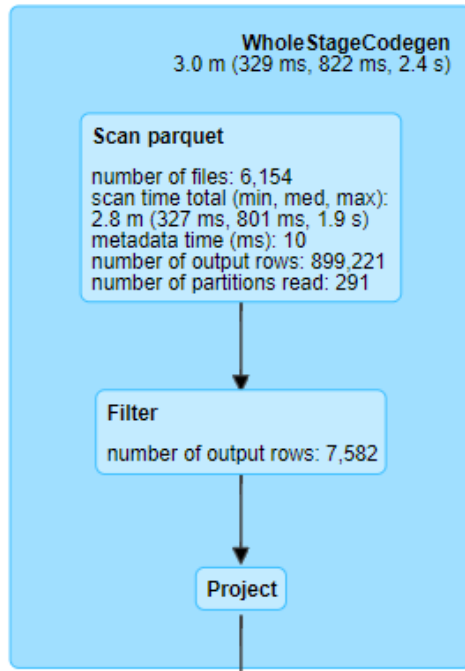 WholeStageCodegen
3.0 m (329 ms, 822 ms, 2.4 s)
Scan parquet
number of files: 6,154
scan time total (min, med, max):
2.8 m (327 ms, 801 ms, 1.9 s)
metadata time (ms): 10
number of output rows: 899,221
number of partitions read: 291
Filter
number of output rows: 7,582
Project